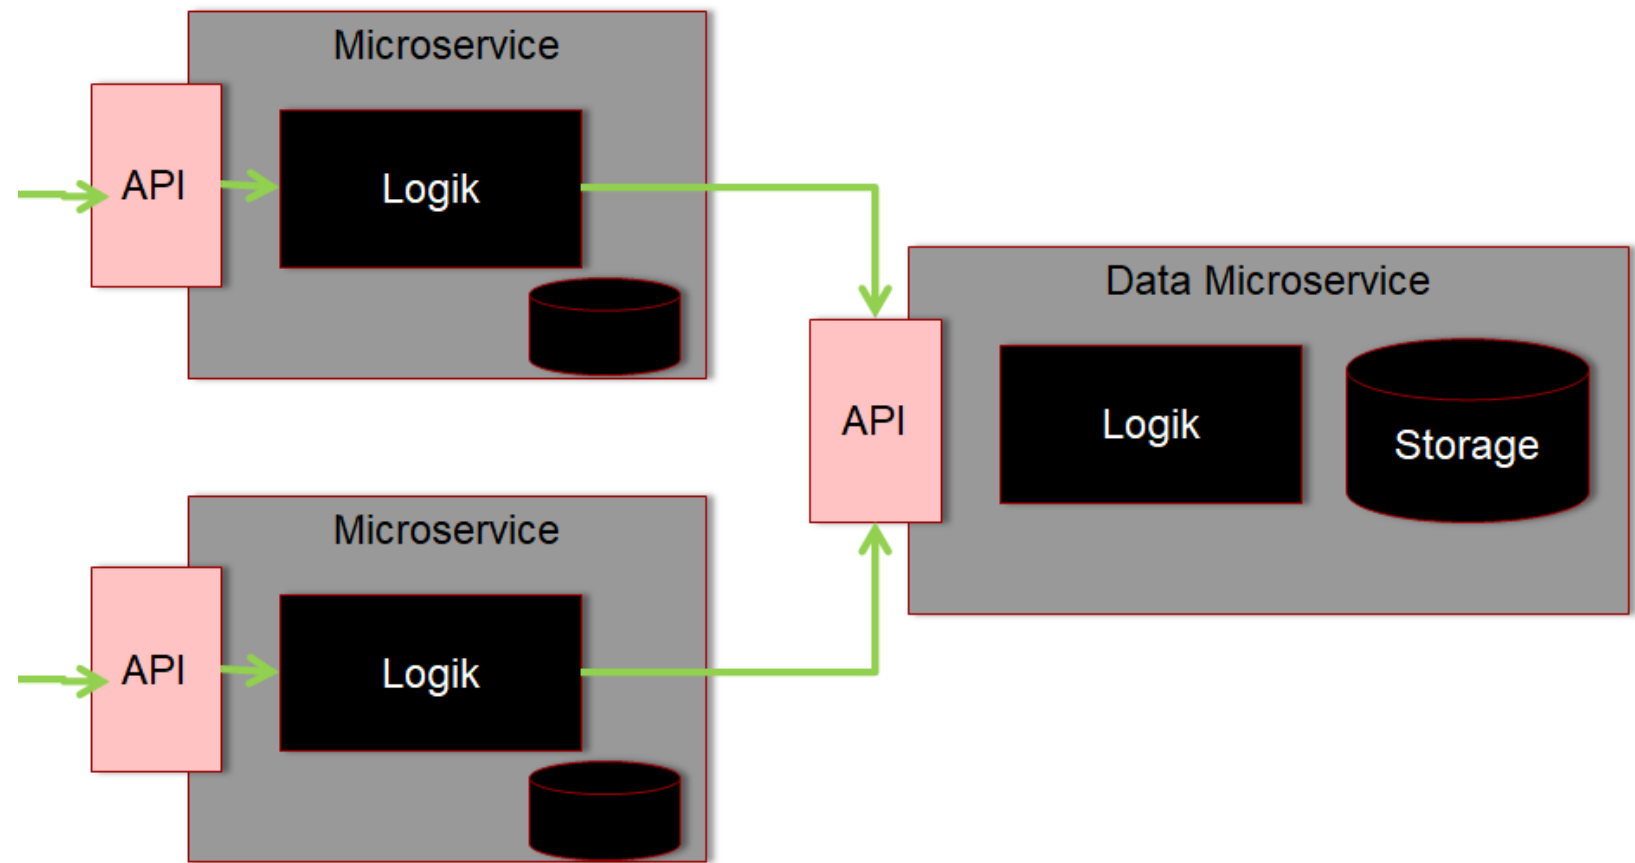 Microservice
API
Logik
Data Microservice
API
Logik
Storage
Microservice
API
Logik